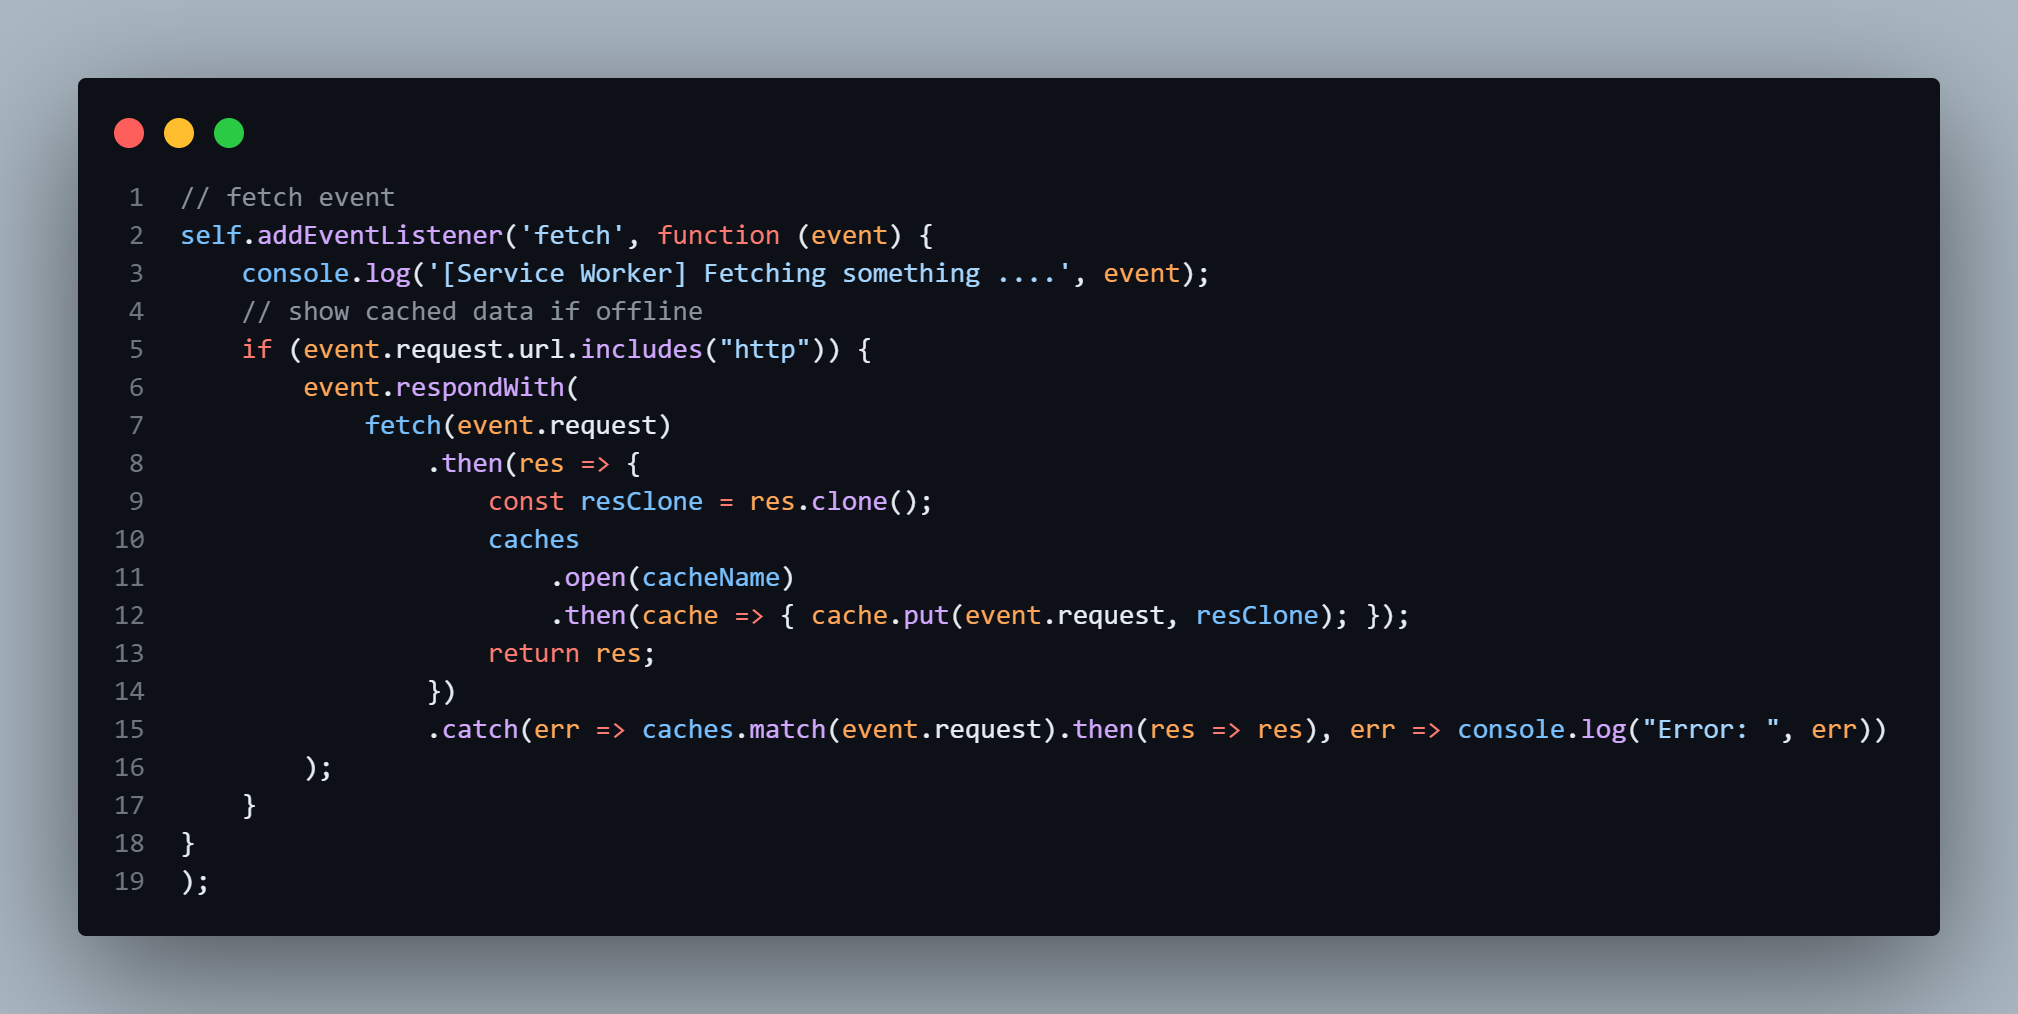 1 // fetch event
2 self.addEventListener('fetch', function (event) {
3     console.log('[Service Worker] Fetching something ....', event);
4     // show cached data if offline
5     if (event.request.url.includes("http")) {
6         event.respondWith(
7             fetch(event.request)
8                 .then(res => {
9                     const resClone = res.clone();
10                     caches
11                         .open(cacheName)
12                         .then(cache => { cache.put(event.request, resClone); });
13                     return res;
14                 })
15                 .catch(err => caches.match(event.request).then(res => res), err => console.log("Error: ", err))
16         );
17     }
18 }
19 );